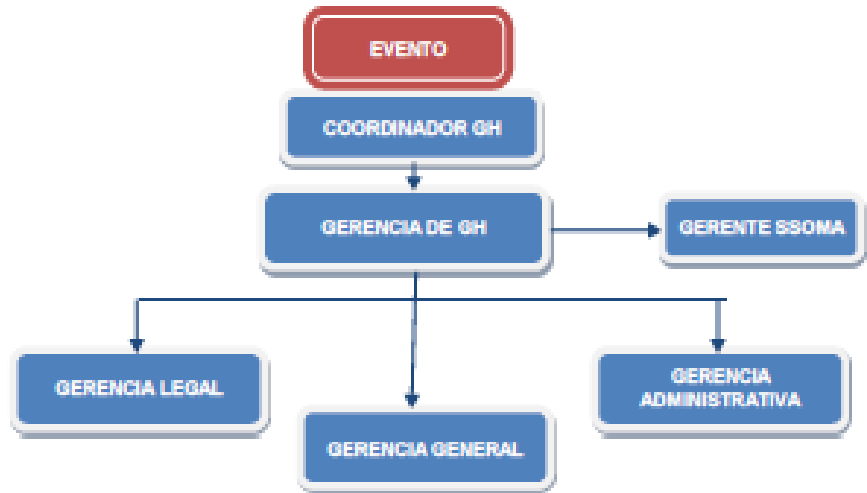 EVENTO
COORDINADOR GH
GERENCIA DE GH
GERENTE SSOMA
GERENCIA LEGAL
GERENCIA
ADMINISTRATIVA
GERENCIA GENERAL